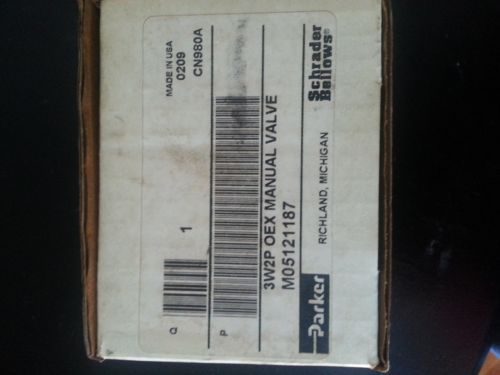 MADE IN USA
0209
CN980A
Q
1
P
3W2P OEX MANUAL VALVE
M05121187
Parker
RICHLAND, MICHIGAN
Schrader
Bellows®